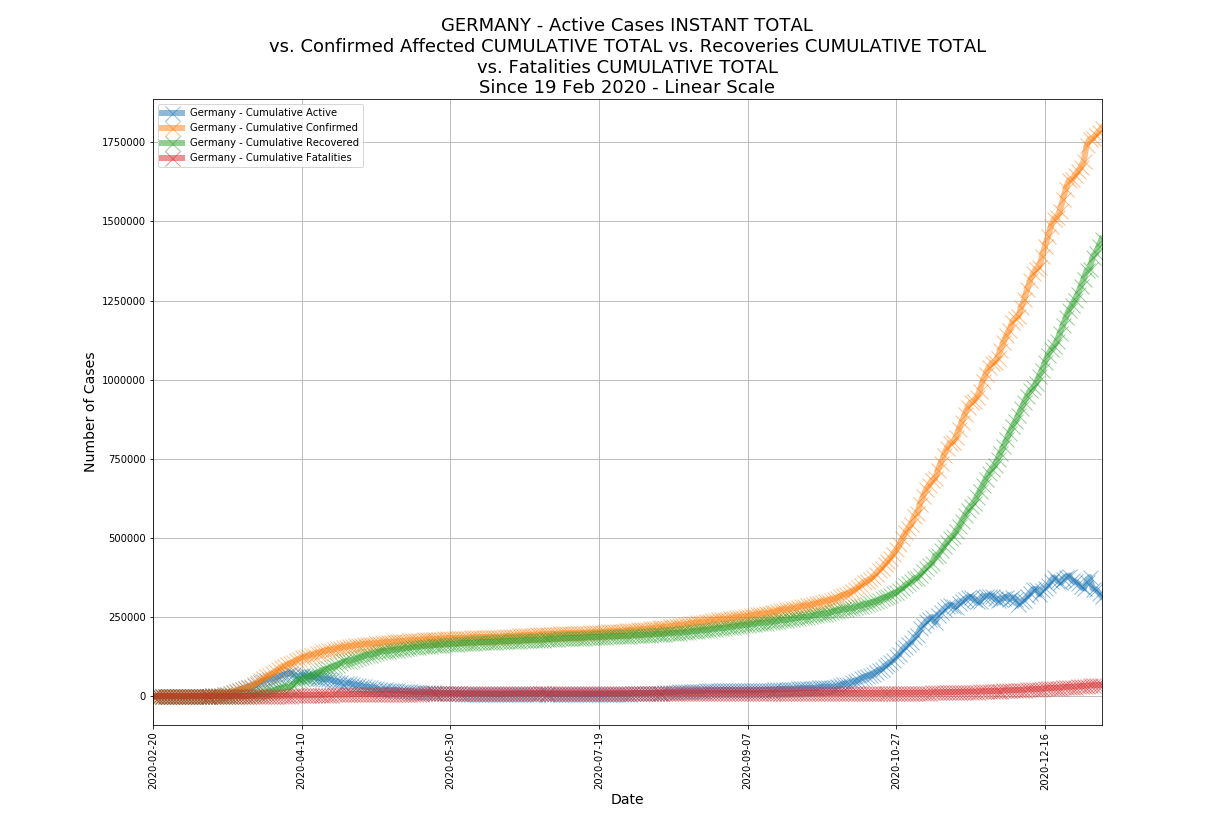 GERMANY - Active Cases INSTANT TOTAL
vs. Confirmed Affected CUMULATIVE TOTAL vs. Recoveries CUMULATIVE TOTAL
vs. Fatalities CUMULATIVE TOTAL
Since 19 Feb 2020 - Linear Scale
Germany - Cumulative Active
Germany - Cumulative Confirmed
Germany - Cumulative Recovered
Germany - Cumulative Fatalities
Number of Cases
1750000
1500000
1250000
1000000
750000
500000
250000
0
2020-02-20
2020-04-10
2020-05-30
2020-07-19
2020-09-07
2020-10-27
2020-12-16
Date